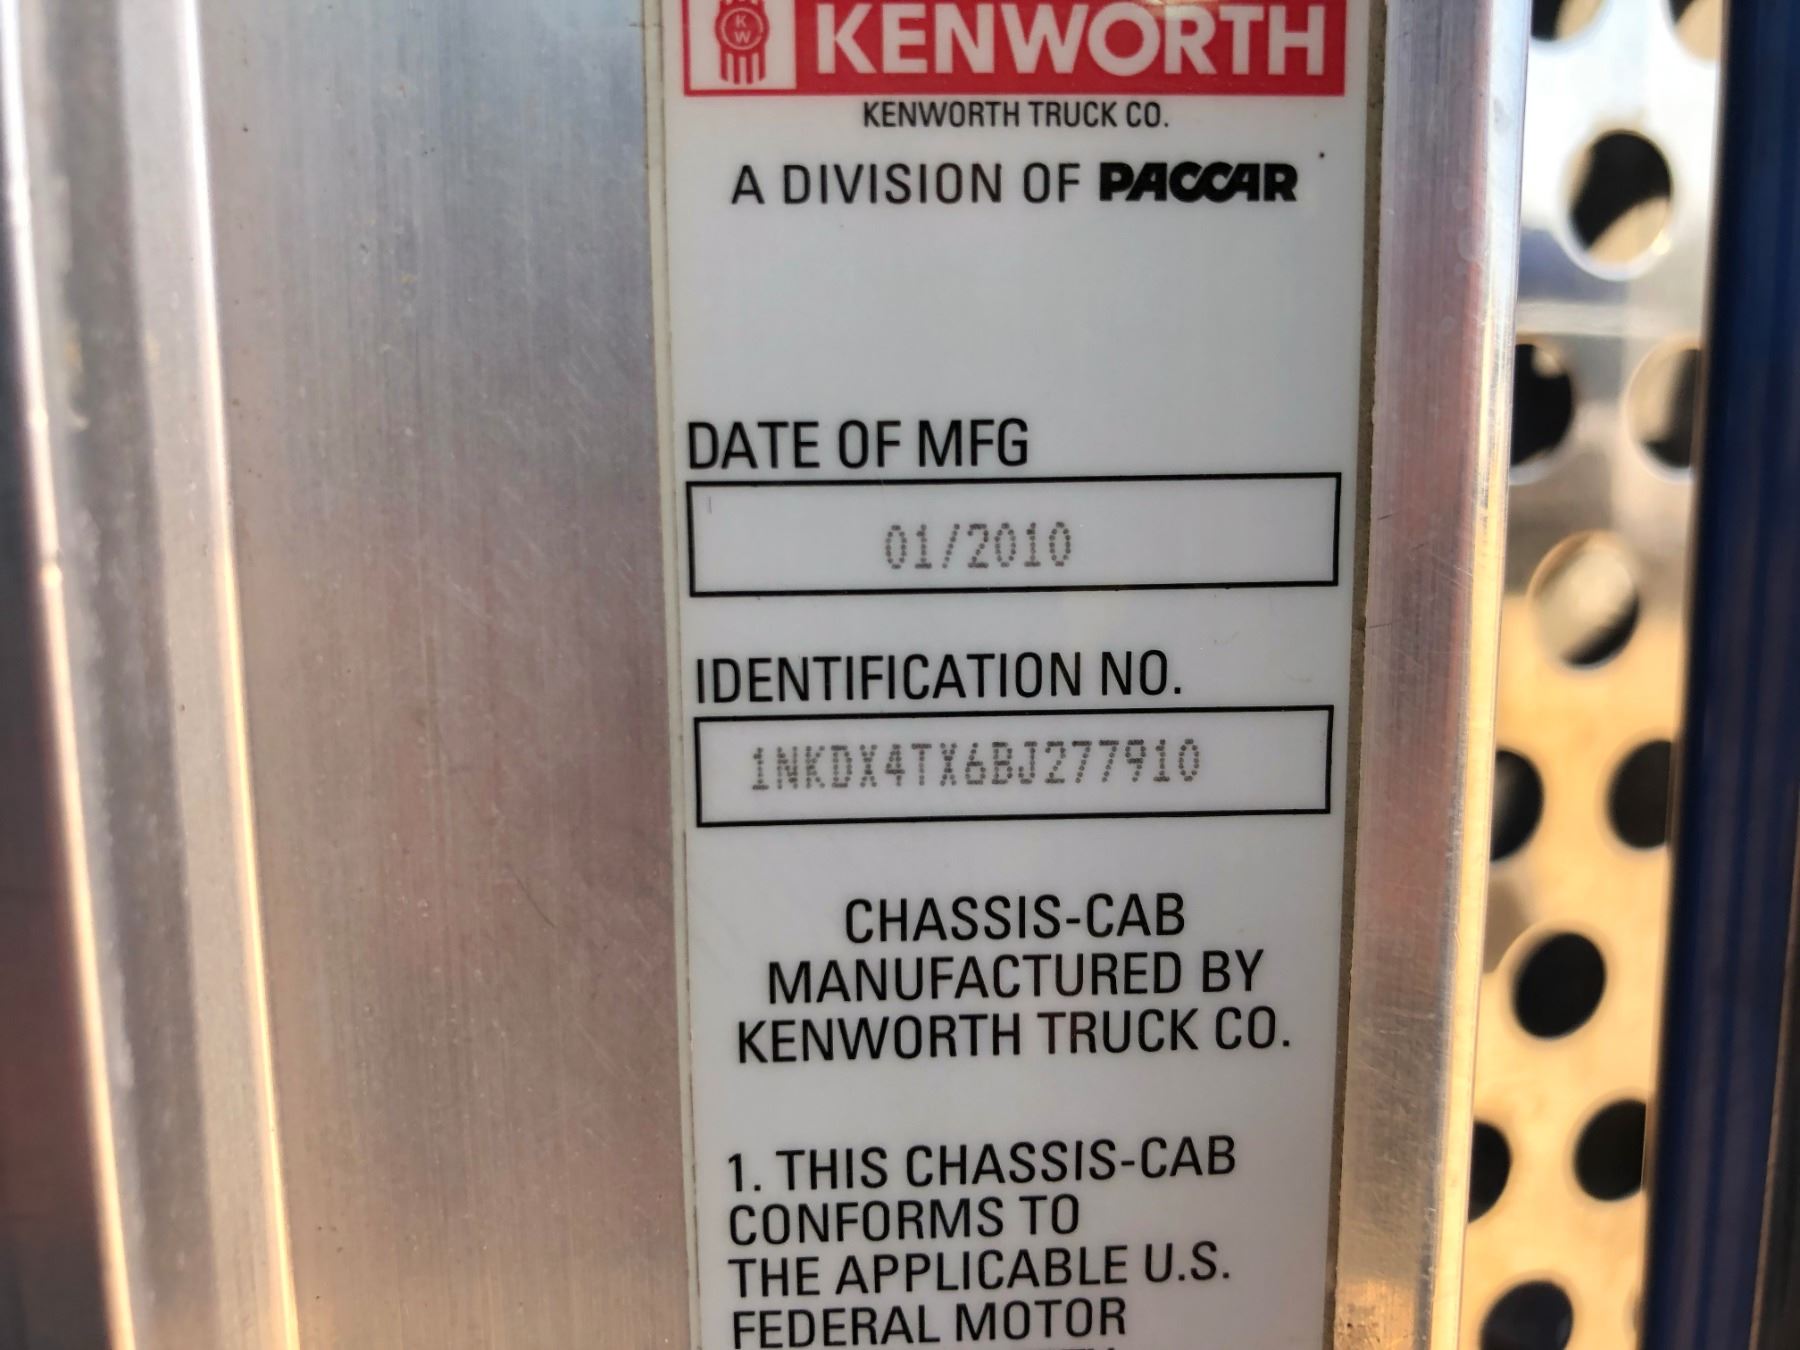 KW
KENWORTH
KENWORTH TRUCK CO.
A DIVISION OF PACCAR
DATE OF MFG
01/2010
IDENTIFICATION NO.
1NKDX4TX6BJ277910
CHASSIS-CAB
MANUFACTURED BY
KENWORTH TRUCK CO.
1. THIS CHASSIS-CAB
CONFORMS TO
THE APPLICABLE U.S.
FEDERAL MOTOR